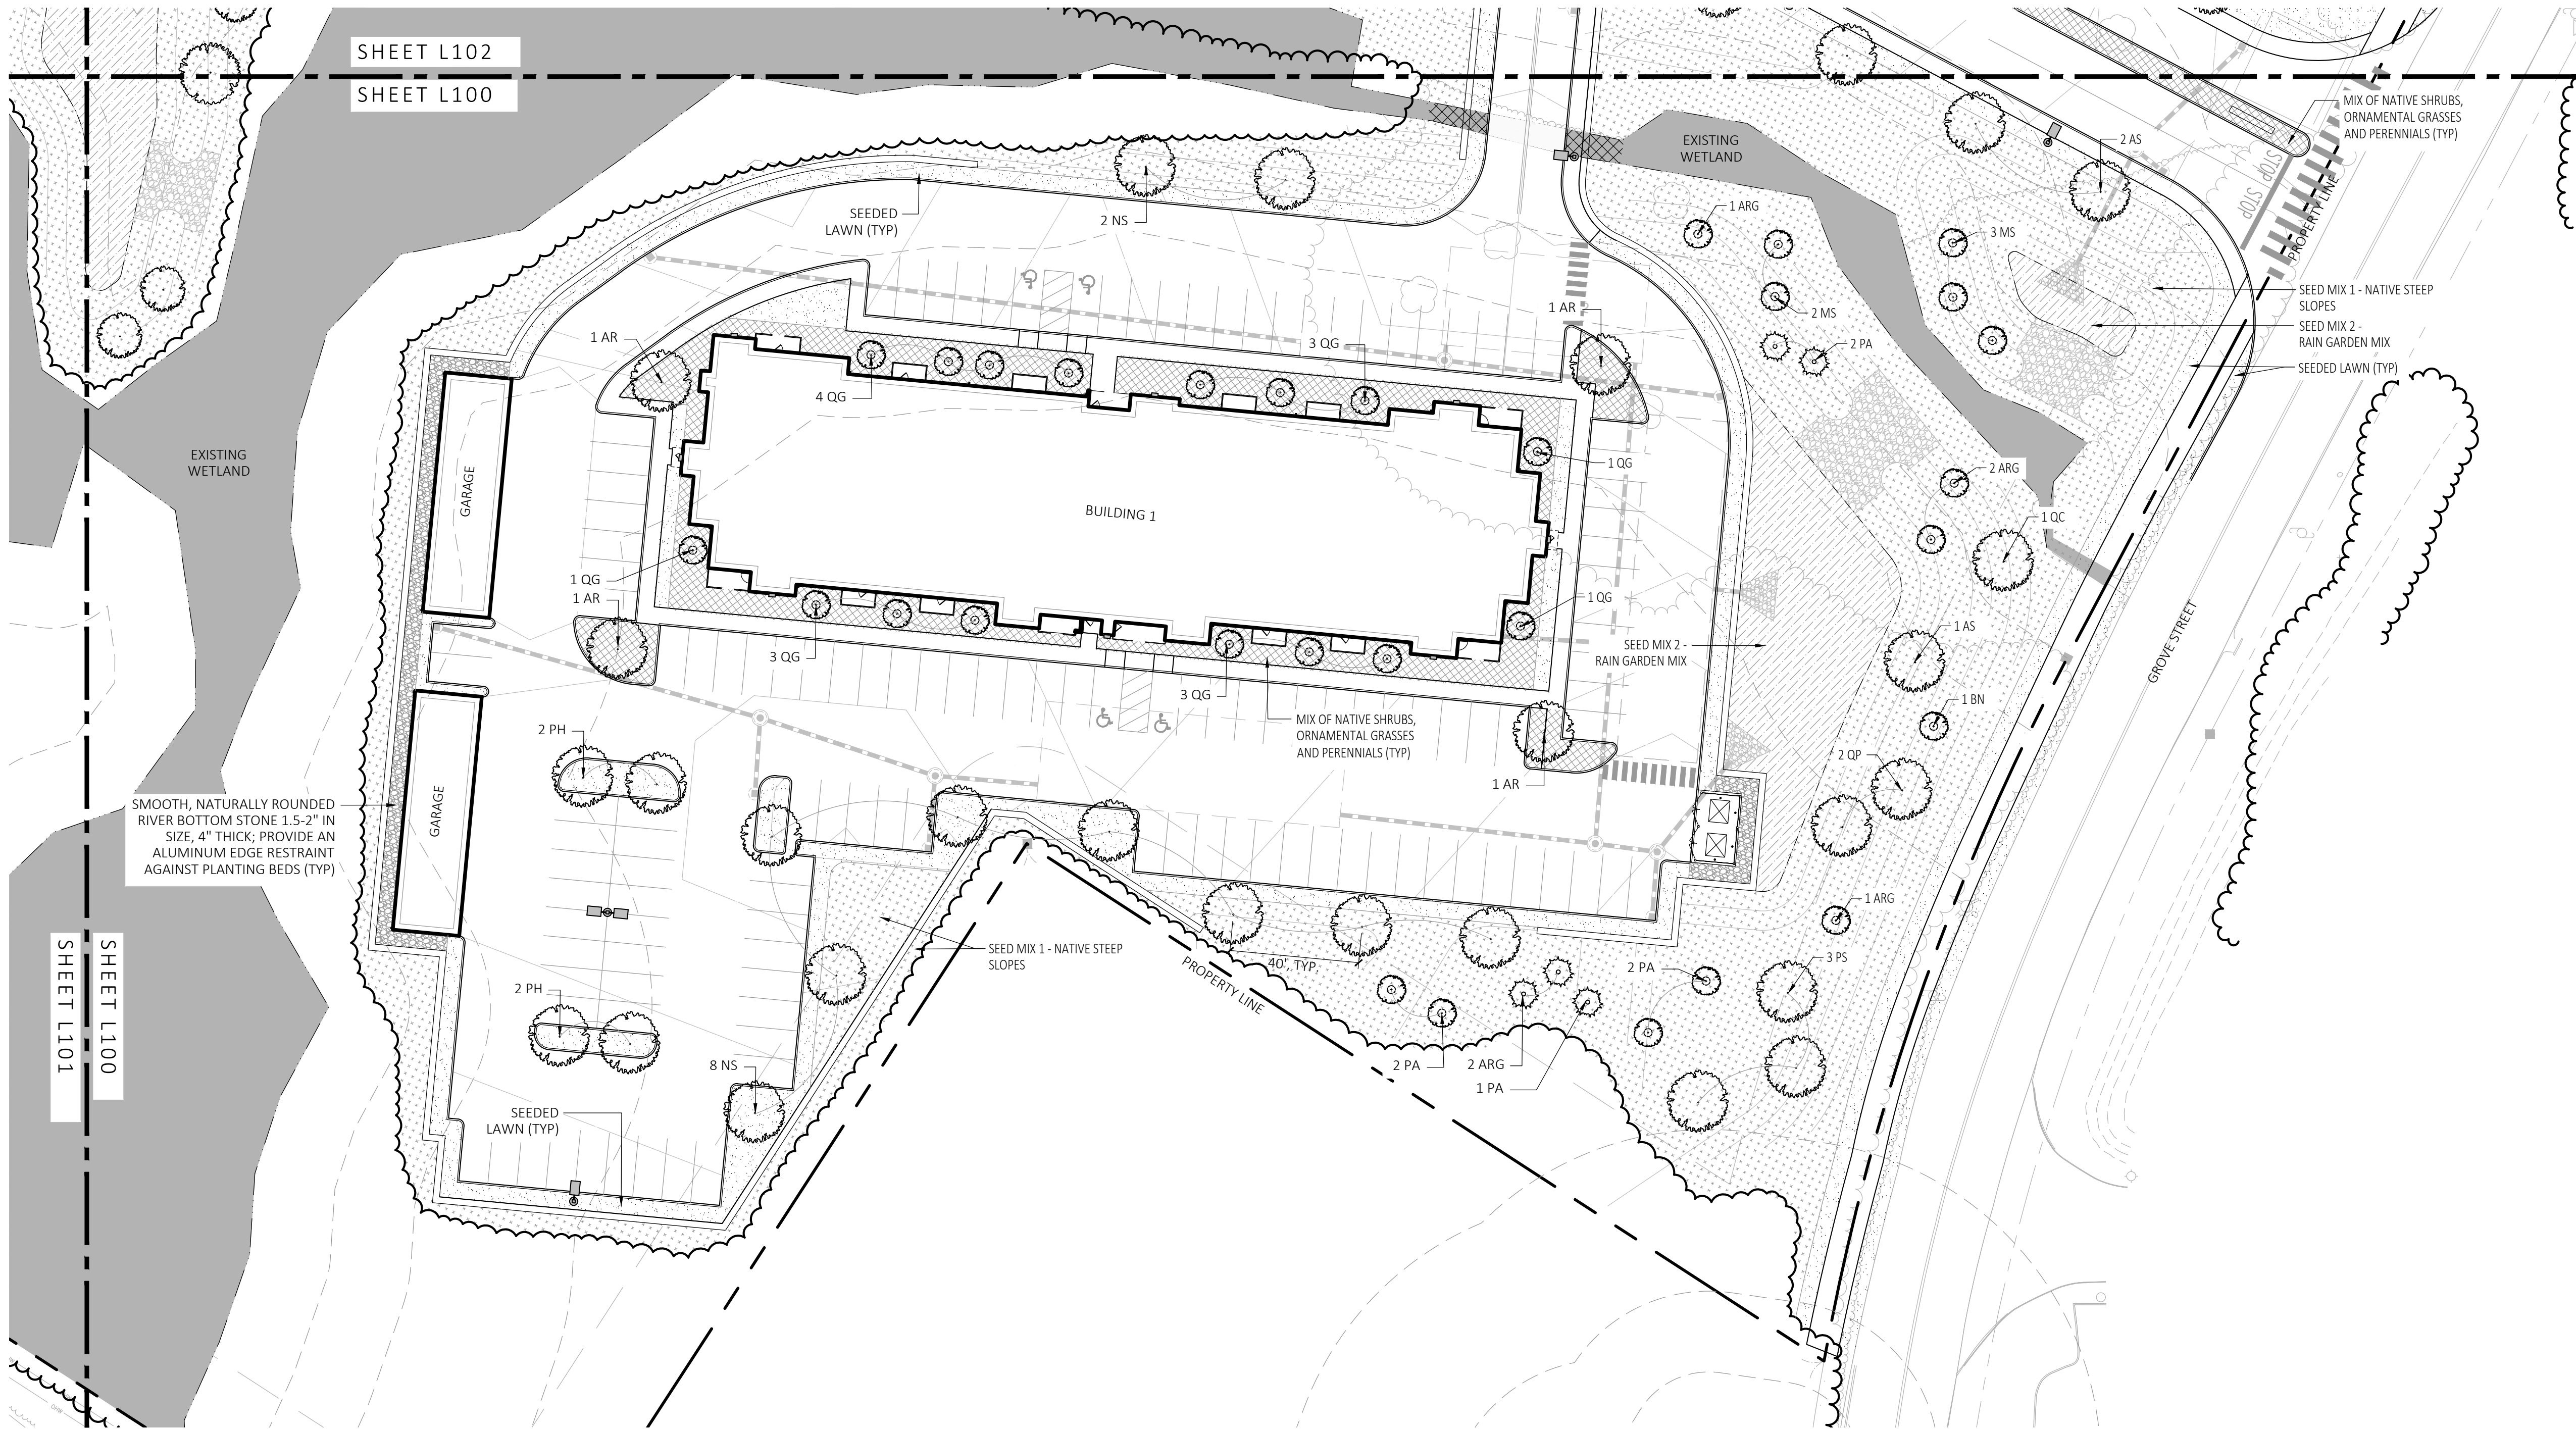 SHEET L102
SHEET L100
MIX OF NATIVE SHRUBS,
ORNAMENTAL GRASSES
AND PERENNIALS (TYP)
EXISTING
WETLAND
2 AS
STOP
STOP
PROPERTY LINE
1 ARG
3 MS
SEEDED
LAWN (TYP)
2 NS
SEED MIX 1 - NATIVE STEEP
SLOPES
2 MS
1 AR
SEED MIX 2 -
RAIN GARDEN MIX
1 AR
3 QG
2 PA
SEEDED LAWN (TYP)
4 QG
EXISTING
WETLAND
GARAGE
1 QG
2 ARG
BUILDING 1
1 QC
1 QG
1 AR
1 QG
GROVE STREET
1 AS
SEED MIX 2 -
RAIN GARDEN MIX
3 QG
3 QG
1 BN
MIX OF NATIVE SHRUBS,
ORNAMENTAL GRASSES
AND PERENNIALS (TYP)
2 PH
2 QP
1 AR
GARAGE
SMOOTH, NATURALLY ROUNDED
RIVER BOTTOM STONE 1.5-2" IN
SIZE, 4" THICK; PROVIDE AN
ALUMINUM EDGE RESTRAINT
AGAINST PLANTING BEDS (TYP)
1 ARG
SHEET L101
SHEET L100
SEED MIX 1 - NATIVE STEEP
SLOPES
40', TYP.
PROPERTY LINE
2 PA
3 PS
2 PH
8 NS
2 PA
2 ARG
1 PA
SEEDED
LAWN (TYP)